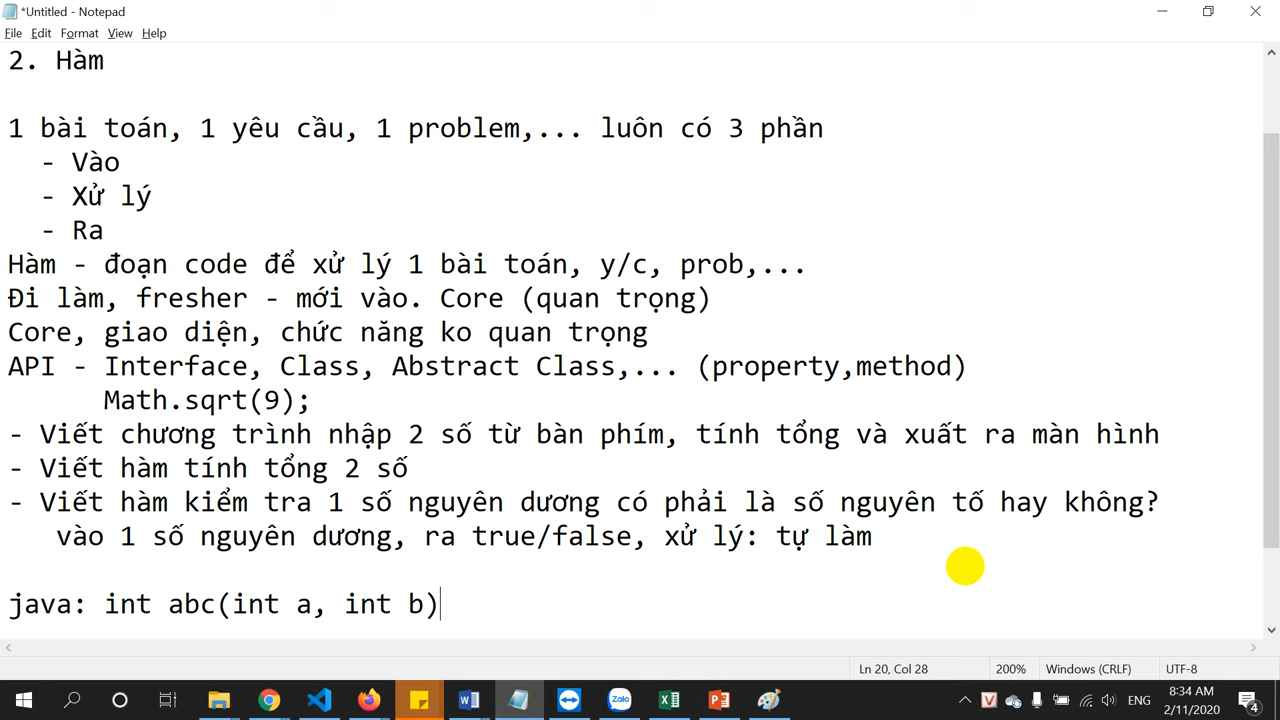 *Untitled - Notepad
File Edit Format View Help
2. Hàm
1 bài toán, 1 yêu cầu, 1 problem,... luôn có 3 phần
- Vào
- Xử lý
- Ra
Hàm - đoạn code để xử lý 1 bài toán, y/c, prob,...
Đi làm, fresher - mới vào. Core (quan trọng)
Core, giao diện, chức năng ko quan trọng
API - Interface, Class, Abstract Class,... (property,method)
Math.sqrt(9);
- Viết chương trình nhập 2 số từ bàn phím, tính tổng và xuất ra màn hình
- Viết hàm tính tổng 2 số
- Viết hàm kiểm tra 1 số nguyên dương có phải là số nguyên tố hay không?
vào 1 số nguyên dương, ra true/false, xử lý: tự làm
java: int abc(int a, int b)
Ln 20, Col 28 200% Windows (CRLF) UTF-8
Zalo
ENG
8:34 AM
2/11/2020
4